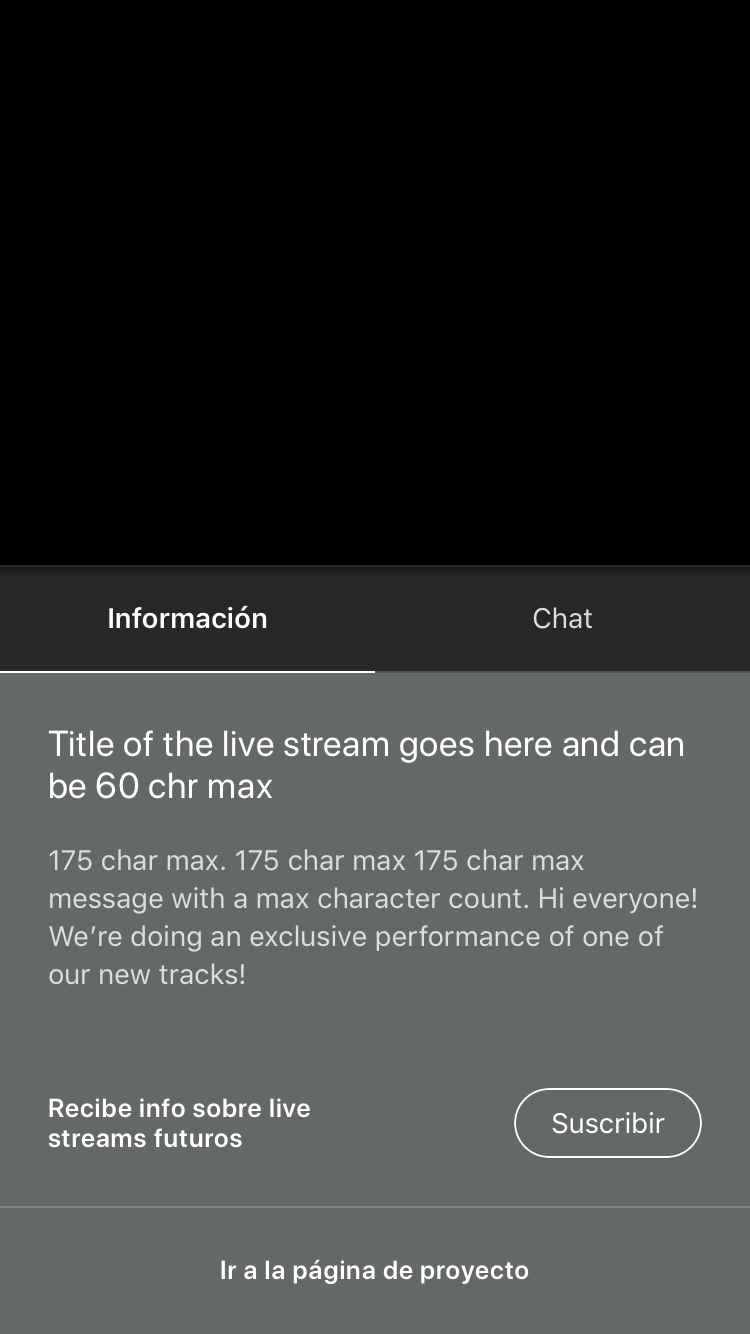 Información
Chat
Title of the live stream goes here and can
be 60 chr max
175 char max. 175 char max 175 char max
message with a max character count. Hi everyone!
We’re doing an exclusive performance of one of
our new tracks!
Recibe info sobre live
streams futuros
Suscribir
Ir a la página de proyecto